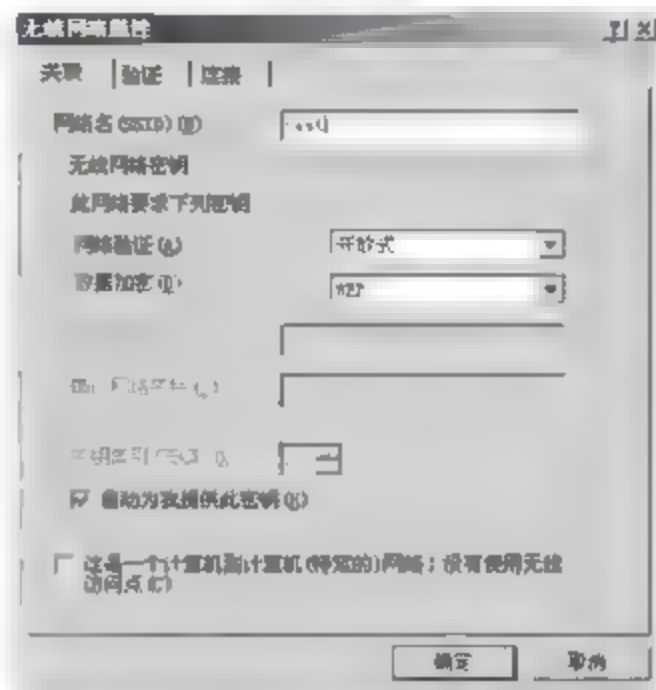 无线网络属性
关联 验证 连接
网络名(SSID)(N)
无线网络密钥
此网络要求下列密钥
网络验证(A) 开放式
数据加密(D) WEP
自动为我提供此密钥(H)
这是一个计算机到计算机(特定的)网络；没有使用无线
访问点(C)
确定 取消